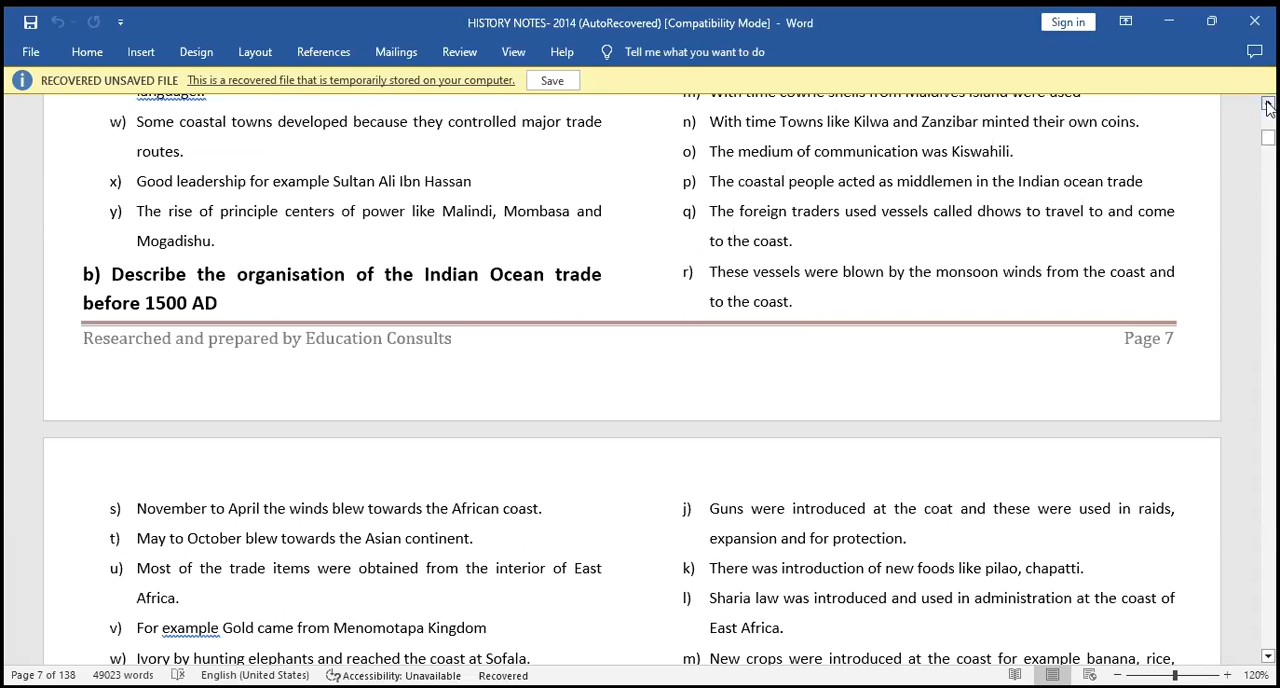 HISTORY NOTES- 2014 (AutoRecovered) [Compatibility Mode] - Word
Sign in
File Home Insert Design Layout References Mailings Review View Help Tell me what you want to do
RECOVERED UNSAVED FILE This is a recovered file that is temporarily stored on your computer. Save
language..
w) Some coastal towns developed because they controlled major trade
routes.
x) Good leadership for example Sultan Ali Ibn Hassan
y) The rise of principle centers of power like Malindi, Mombasa and
Mogadishu.
b) Describe the organisation of the Indian Ocean trade
before 1500 AD
m) With time cowrie shells from Maldives Island were used
n) With time Towns like Kilwa and Zanzibar minted their own coins.
o) The medium of communication was Kiswahili.
p) The coastal people acted as middlemen in the Indian ocean trade
q) The foreign traders used vessels called dhows to travel to and come
to the coast.
r) These vessels were blown by the monsoon winds from the coast and
to the coast.
Researched and prepared by Education Consults Page 7
s) November to April the winds blew towards the African coast.
t) May to October blew towards the Asian continent.
u) Most of the trade items were obtained from the interior of East
Africa.
v) For example Gold came from Menomotapa Kingdom
w) Ivory by hunting elephants and reached the coast at Sofala.
j) Guns were introduced at the coat and these were used in raids,
expansion and for protection.
k) There was introduction of new foods like pilao, chapatti.
l) Sharia law was introduced and used in administration at the coast of
East Africa.
m) New crops were introduced at the coast for example banana, rice,
Page 7 of 138 49023 words English (United States) Accessibility: Unavailable Recovered 120%